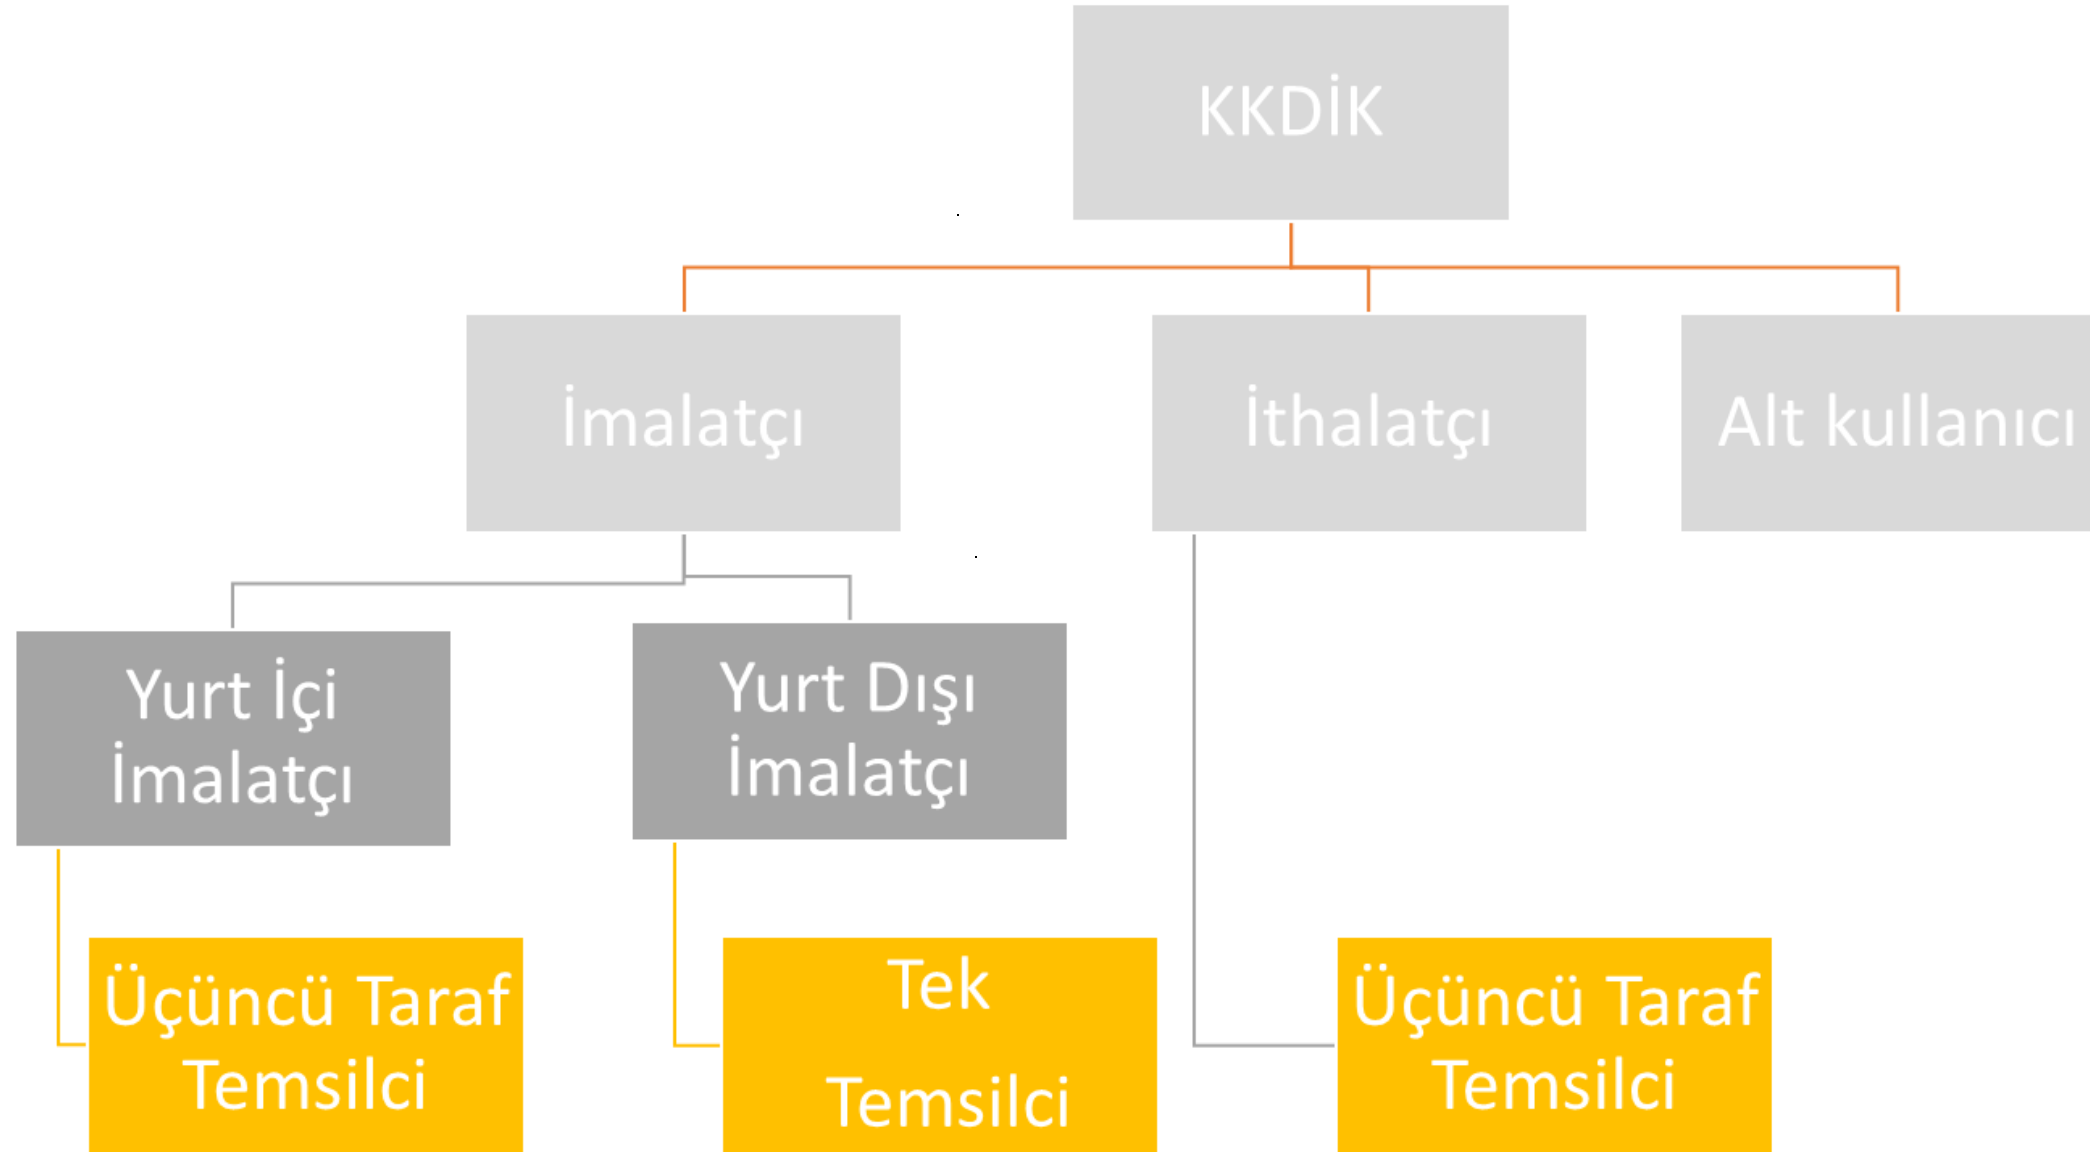 KKDİK
İmalatçı
İthalatçı
Alt kullanıcı
Yurt İçi
İmalatçı
Yurt Dışı
İmalatçı
Üçüncü Taraf
Temsilci
Tek
Temsilci
Üçüncü Taraf
Temsilci